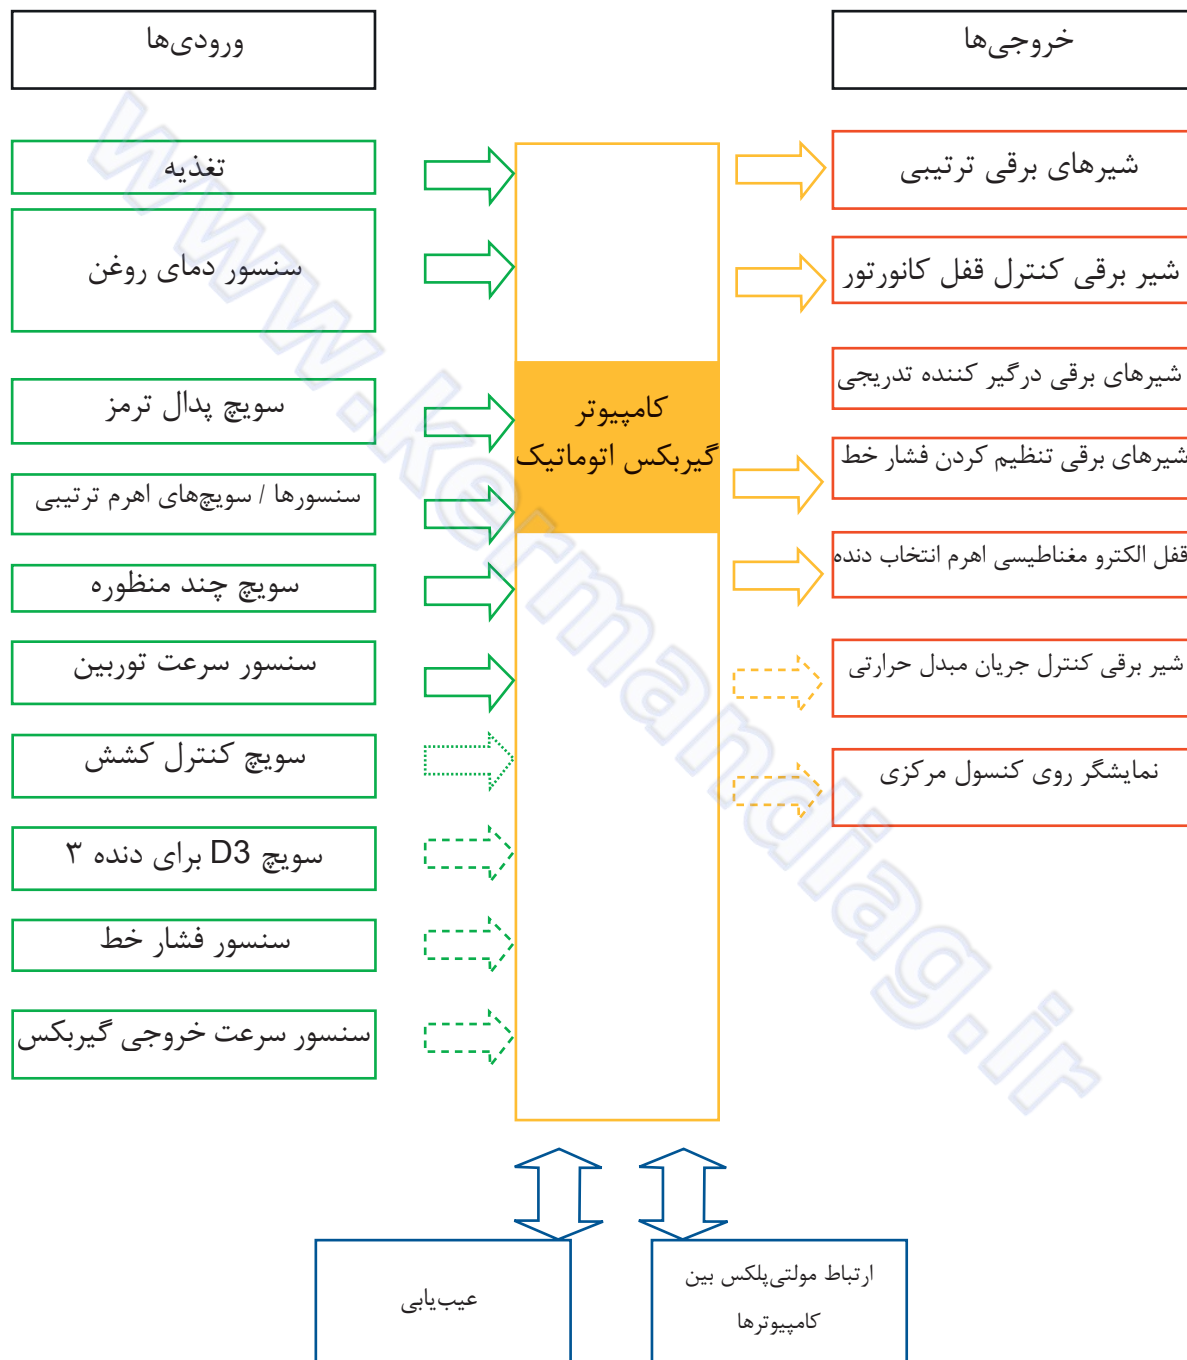 ورودی‌ها
تغذیه
سنسور دمای روغن
سویچ پدال ترمز
سنسورها / سویچ‌های اهرم ترتیبی
سویچ چند منظوره
سنسور سرعت توربین
سویچ کنترل کشش
سویچ D3 برای دنده ۳
سنسور فشار خط
سنسور سرعت خروجی گیربکس
کامپیوتر
گیربکس اتوماتیک
خروجی‌ها
شیرهای برقی ترتیبی
شیر برقی کنترل قفل کانورتور
شیرهای برقی درگیر کننده تدریجی
شیرهای برقی تنظیم کردن فشار خط
قفل الکترو مغناطیسی اهرم انتخاب دنده
شیر برقی کنترل جریان مبدل حرارتی
نمایشگر روی کنسول مرکزی
عیب‌یابی
ارتباط مولتی‌پلکس بین
کامپیوترها
www.kermandiag.ir